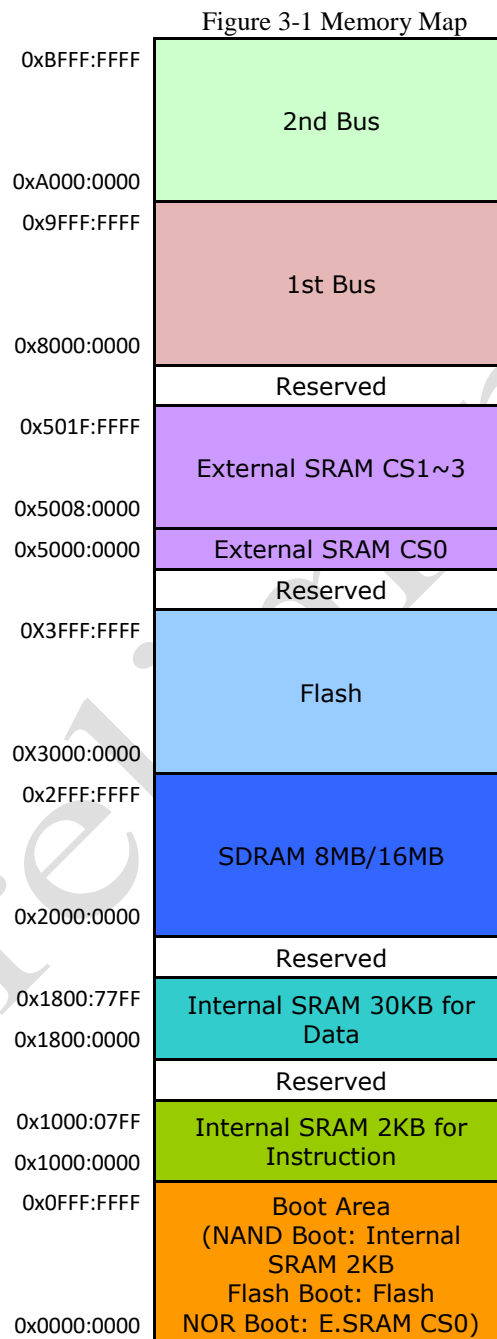 Figure 3-1 Memory Map
0xBFFF:FFFF
2nd Bus
0xA000:0000
0x9FFF:FFFF
1st Bus
0x8000:0000
Reserved
0x501F:FFFF
External SRAM CS1~3
0x5008:0000
0x5000:0000
External SRAM CS0
Reserved
0X3FFF:FFFF
Flash
0X3000:0000
0x2FFF:FFFF
SDRAM 8MB/16MB
0x2000:0000
Reserved
0x1800:77FF
Internal SRAM 30KB for
Data
0x1800:0000
Reserved
0x1000:07FF
Internal SRAM 2KB for
Instruction
0x1000:0000
0x0FFF:FFFF
Boot Area
(NAND Boot: Internal
SRAM 2KB
Flash Boot: Flash
NOR Boot: E.SRAM CS0)
0x0000:0000